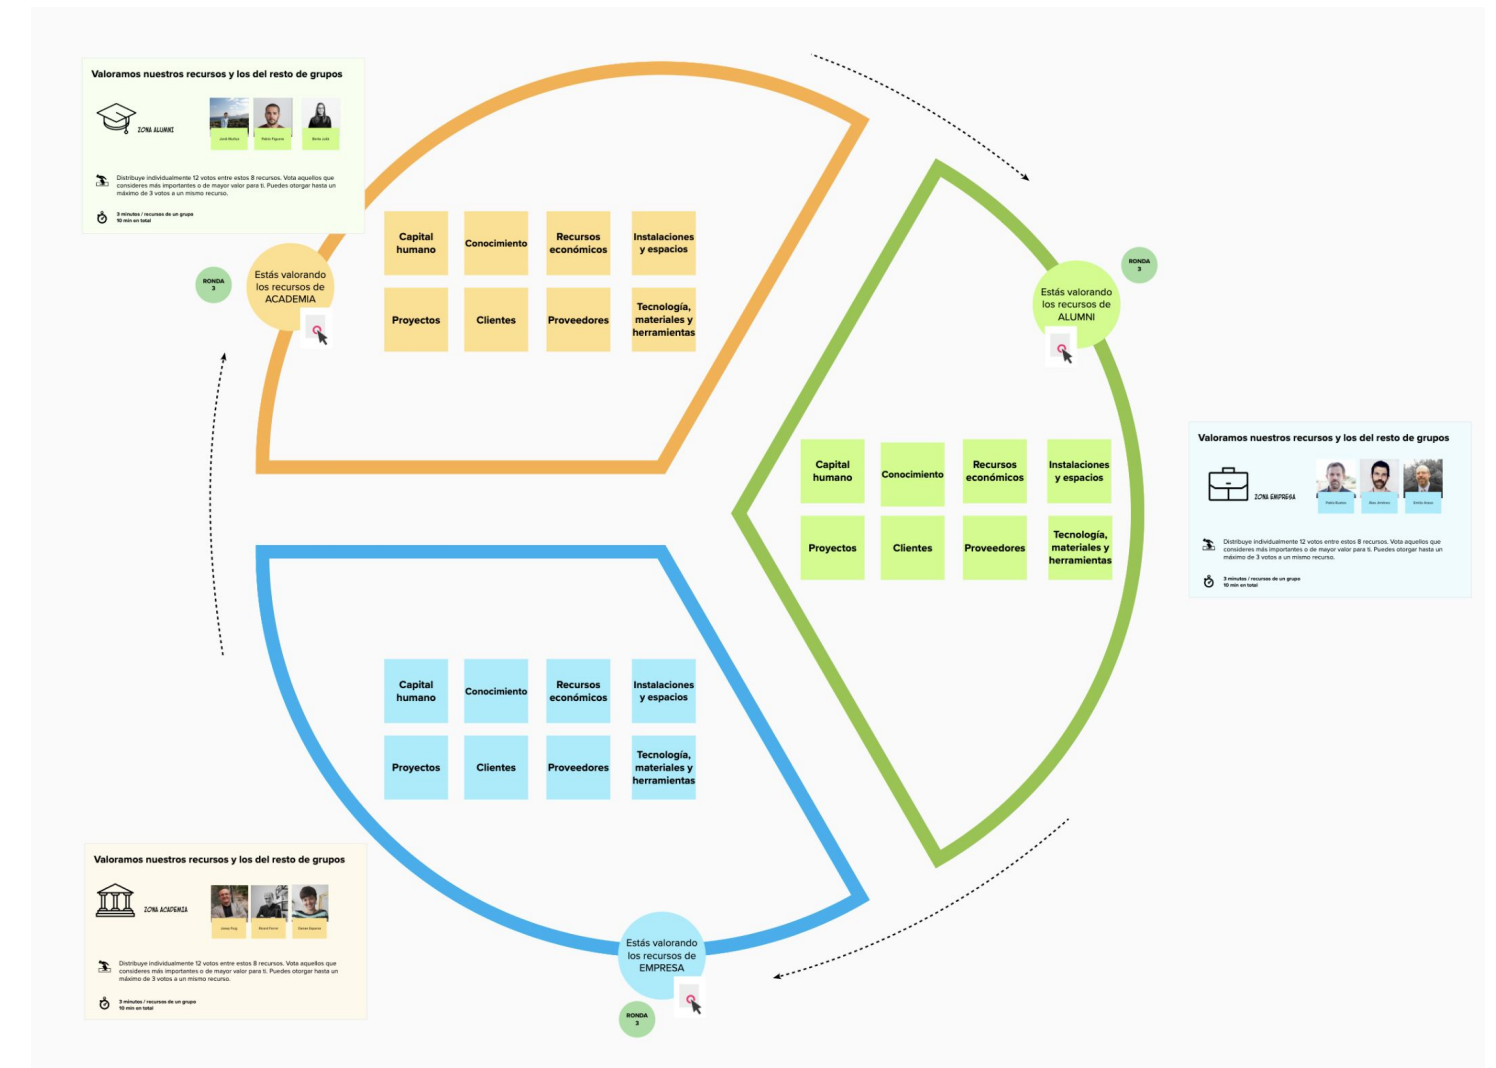 Valoramos nuestros recursos y los del resto de grupos
ZONA ALUMNI
Distribuye individualmente 12 votos entre estos 8 recursos. Vota aquellos que
consideres más importantes o de mayor valor para ti. Puedes otorgar hasta un
máximo de 3 votos a un mismo recurso.
3 minutos / recursos de un grupo
10 min en total
RONDA
3
Estás valorando
los recursos de
ACADEMIA
Capital
humano
Conocimiento
Recursos
económicos
Instalaciones
y espacios
Proyectos
Clientes
Proveedores
Tecnología,
materiales y
herramientas
RONDA
3
Estás valorando
los recursos de
ALUMNI
Capital
humano
Conocimiento
Recursos
económicos
Instalaciones
y espacios
Proyectos
Clientes
Proveedores
Tecnología,
materiales y
herramientas
Valoramos nuestros recursos y los del resto de grupos
ZONA EMPRESA
Distribuye individualmente 12 votos entre estos 8 recursos. Vota aquellos que
consideres más importantes o de mayor valor para ti. Puedes otorgar hasta un
máximo de 3 votos a un mismo recurso.
3 minutos / recursos de un grupo
10 min en total
Capital
humano
Conocimiento
Recursos
económicos
Instalaciones
y espacios
Proyectos
Clientes
Proveedores
Tecnología,
materiales y
herramientas
Estás valorando
los recursos de
EMPRESA
RONDA
3
Valoramos nuestros recursos y los del resto de grupos
ZONA ACADEMIA
Distribuye individualmente 12 votos entre estos 8 recursos. Vota aquellos que
consideres más importantes o de mayor valor para ti. Puedes otorgar hasta un
máximo de 3 votos a un mismo recurso.
3 minutos / recursos de un grupo
10 min en total